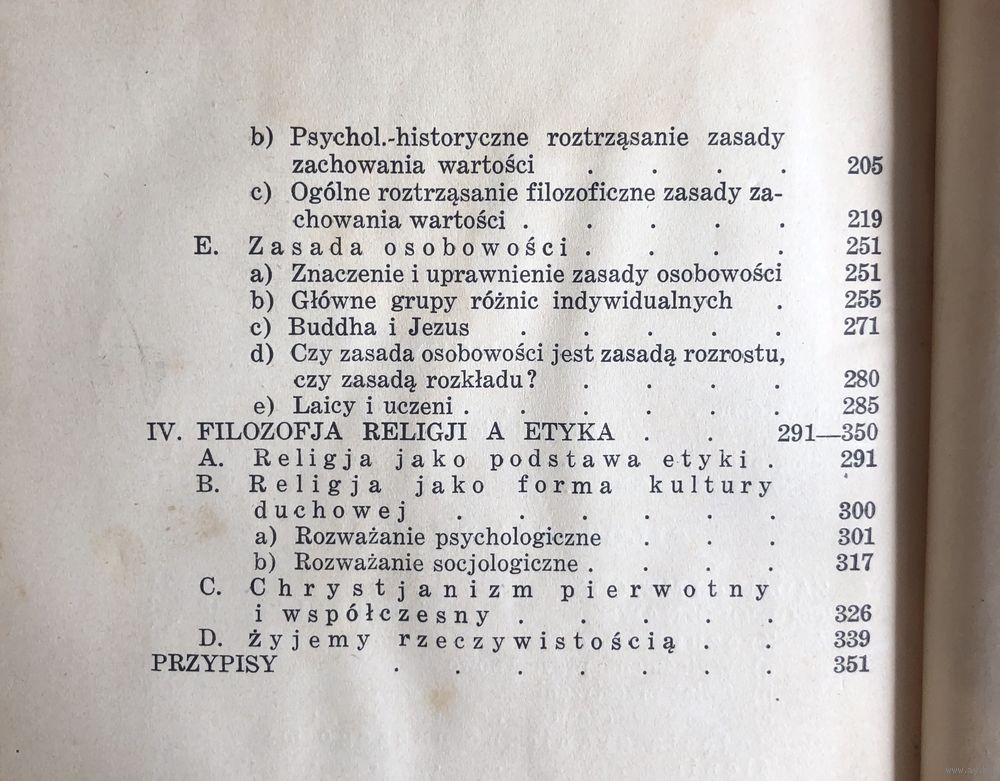 b) Psychol.-historyczne roztrząsanie zasady
zachowania wartości . . . . 205
c) Ogólne roztrząsanie filozoficzne zasady za-
chowania wartości . . . . . 219
E. Zasada osobowości . . . . 251
a) Znaczenie i uprawnienie zasady osobowości 251
b) Główne grupy różnic indywidualnych . 255
c) Buddha i Jezus . . . . . 271
d) Czy zasada osobowości jest zasadą rozrostu,
czy zasadą rozkładu? . . . . 280
e) Laicy i uczeni . . . . . . 285
IV. FILOZOFJA RELIGJI A ETYKA . . 291—350
A. Religja jako podstawa etyki . 291
B. Religja jako forma kultury
duchowej . . . . . . 300
a) Rozważanie psychologiczne . . . 301
b) Rozważanie socjologiczne . . . . 317
C. Chrystjanizm pierwotny
i współczesny . . . . . 326
D. Żyjemy rzeczywistością . . 339
PRZYPISY . . . . . . . 351